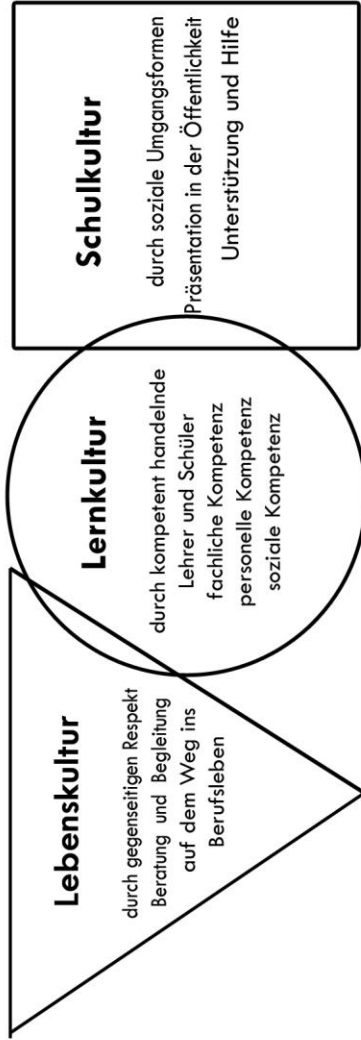 Lebenskultur
durch gegenseitigen Respekt
Beratung und Begleitung
auf dem Weg ins
Berufsleben
Lernkultur
durch kompetent handelnde
Lehrer und Schüler
fachliche Kompetenz
personelle Kompetenz
soziale Kompetenz
Schulkultur
durch soziale Umgangsformen
Präsentation in der Öffentlichkeit
Unterstützung und Hilfe